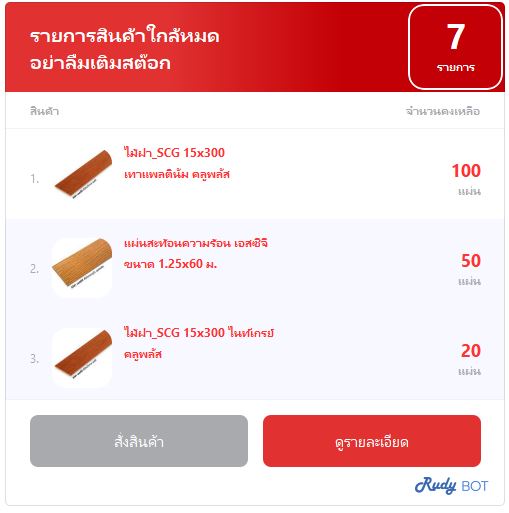 รายการสินค้าใกล้หมด
อย่าลืมเติมสต๊อก
7
รายการ
สินค้า
จำนวนคงเหลือ
1.
ไม้ฝา_SCG 15x300
เทาแพลตินัม คลูพลัส
100
แผ่น
2.
แผ่นสะท้อนความร้อน เอสซีจี
ขนาด 1.25x60 ม.
50
แผ่น
3.
ไม้ฝา_SCG 15x300 ไนท์เกรย์
คลูพลัส
20
แผ่น
สั่งสินค้า
ดูรายละเอียด
Rudy BOT